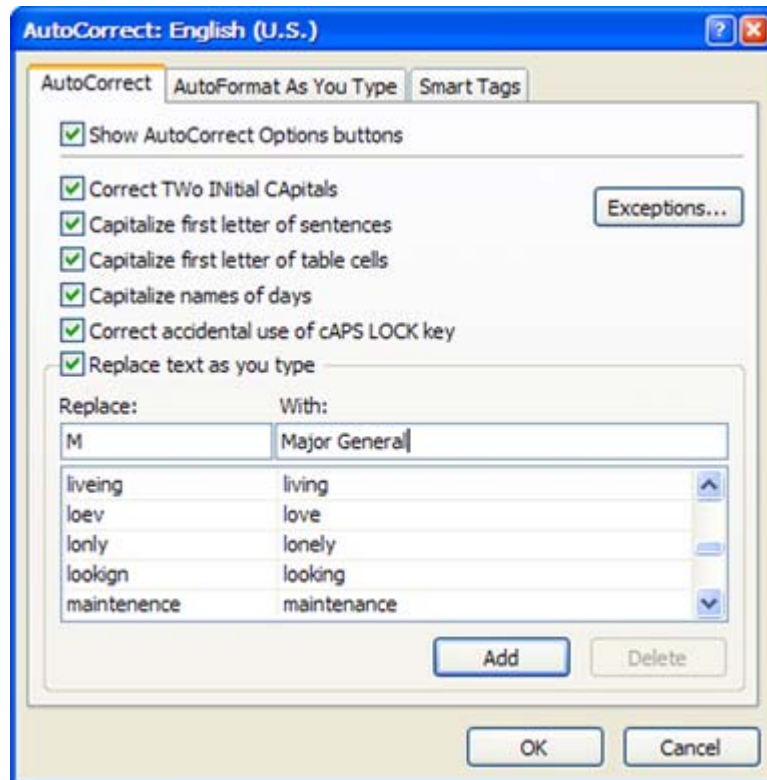 AutoCorrect: English (U.S.)
AutoCorrect AutoFormat As You Type Smart Tags
Show AutoCorrect Options buttons
Correct TWo INitial CApitals
Exceptions...
Capitalize first letter of sentences
Capitalize first letter of table cells
Capitalize names of days
Correct accidental use of cAPS LOCK key
Replace text as you type
Replace: With:
M Major General
liveing living
loev love
lonly lonely
lookign looking
maintenence maintenance
Add Delete
OK Cancel